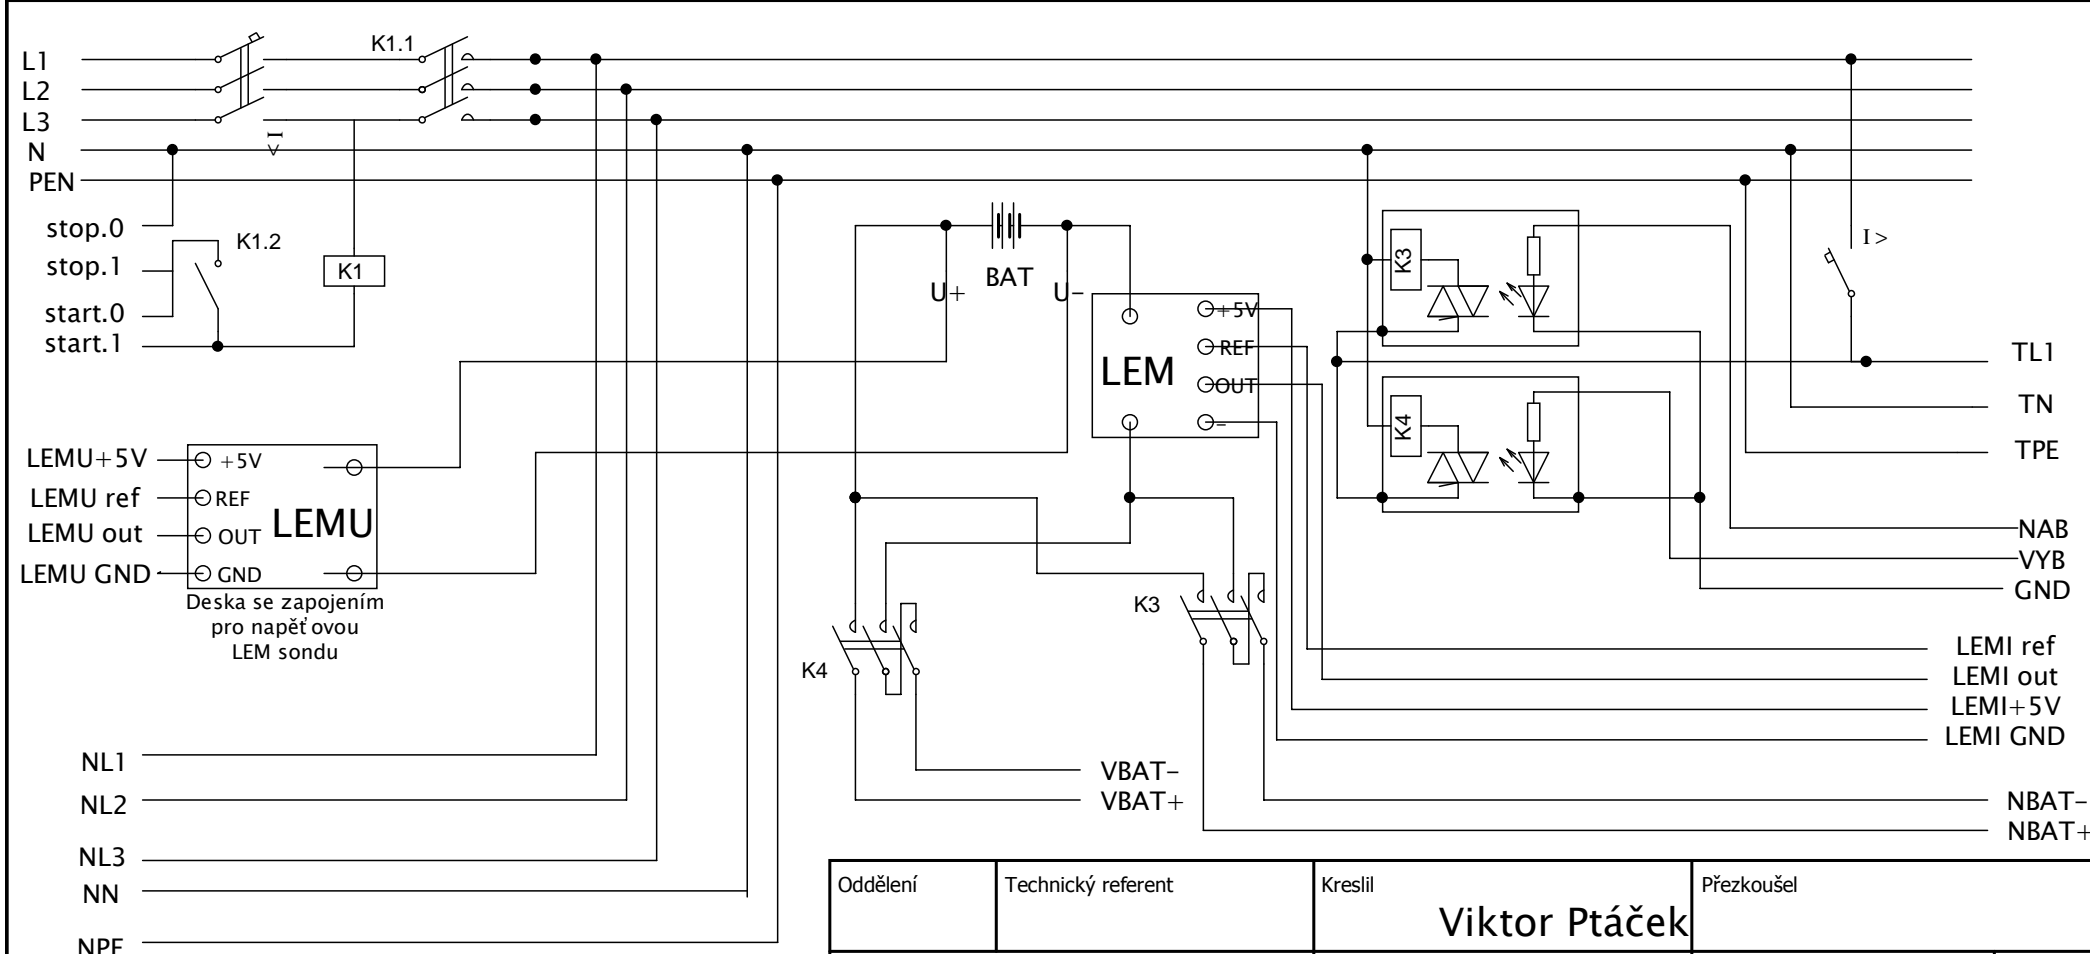 L1
K1.1
L2
L3
I >
N
PEN
stop.0
K1.2
stop.1
K1
start.0
start.1
U+
BAT
U-
K3
I >
+5V
REF
LEM
OUT
-
TL1
K4
TN
TPE
LEMU+5V
+5V
LEMU ref
REF
LEMU
LEMU out
OUT
LEMU GND
GND
Deska se zapojením
pro napěťovou
LEM sondu
NAB
VYB
GND
K3
K4
LEMI ref
LEMI out
LEMI+5V
LEMI GND
NL1
VBAT-
NL2
VBAT+
NBAT-
NBAT+
NL3
NN
NPE
Oddělení
Technický referent
Kreslil
Přezkoušel
Viktor Ptáček